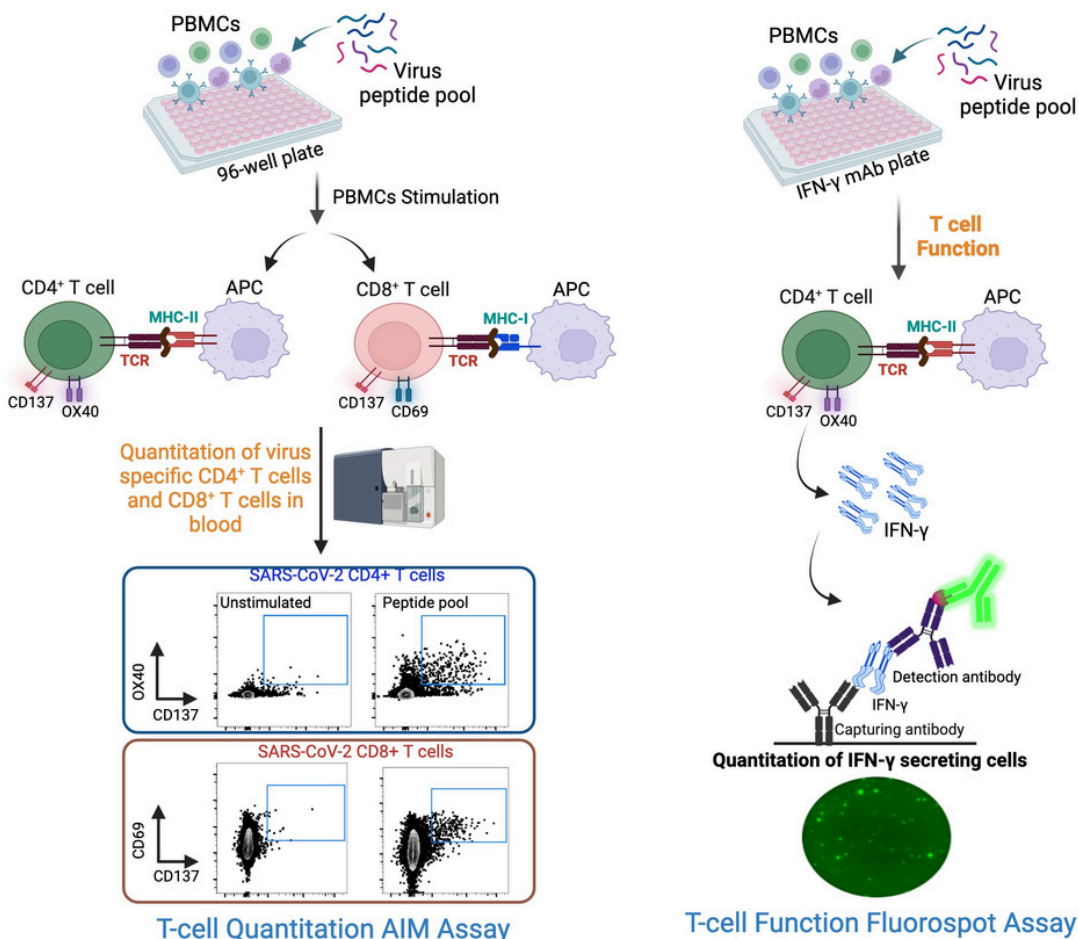 PBMCs
Virus
peptide pool
96-well plate
PBMCs Stimulation
CD4⁺ T cell
APC
MHC-II
TCR
CD137
OX40
CD8⁺ T cell
APC
MHC-I
TCR
CD137
CD69
Quantitation of virus
specific CD4⁺ T cells
and CD8⁺ T cells in
blood
SARS-CoV-2 CD4+ T cells
Unstimulated
Peptide pool
OX40
CD137
SARS-CoV-2 CD8+ T cells
CD69
CD137
T-cell Quantitation AIM Assay
PBMCs
Virus
peptide pool
IFN-γ mAb plate
T cell
Function
CD4⁺ T cell
APC
MHC-II
TCR
CD137
OX40
IFN-γ
Detection antibody
IFN-γ
Capturing antibody
Quantitation of IFN-γ secreting cells
T-cell Function Fluorospot Assay